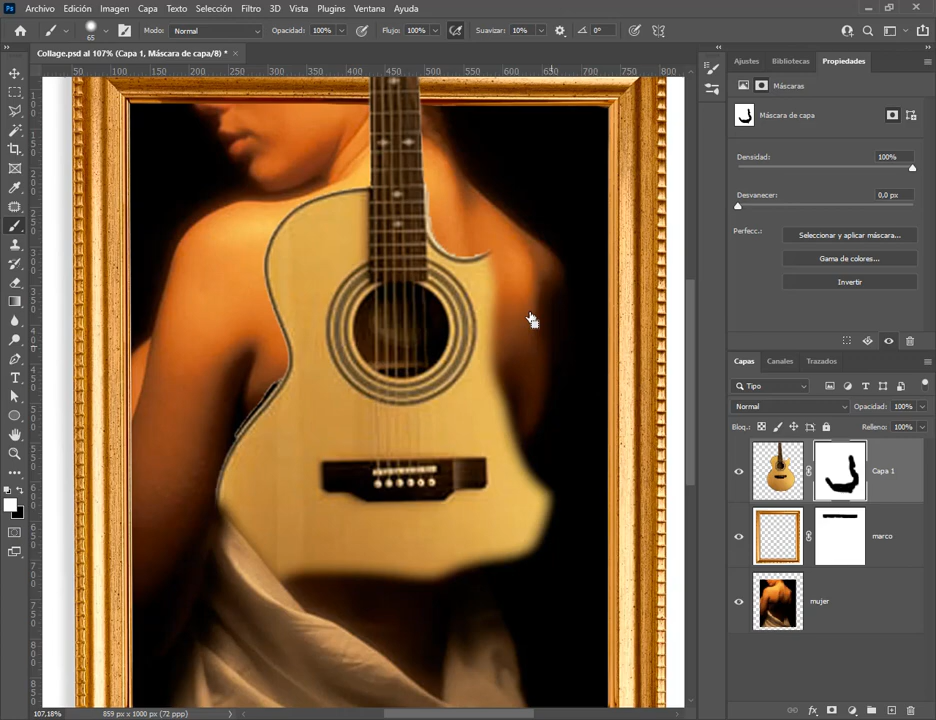 Archivo Edición Imagen Capa Texto Selección Filtro 3D Vista Plugins Ventana Ayuda
65 Modo: Normal Opacidad: 100% Flujo: 100% Suavizar: 10% 0°
Collage.psd al 107% (Capa 1, Máscara de capa/8) * ×
50 100 150 200 250 300 350 400 450 500 550 600 650 700 750 800
Ajustes Bibliotecas Propiedades
Máscaras
Máscara de capa
Densidad: 100%
Desvanecer: 0,0 px
Perfecc.: Seleccionar y aplicar máscara...
Gama de colores...
Invertir
Capas Canales Trazados
Tipo
Normal Opacidad: 100%
Bloq.: Relleno: 100%
Capa 1
marco
mujer
107,18% 859 px x 1000 px (72 ppp)